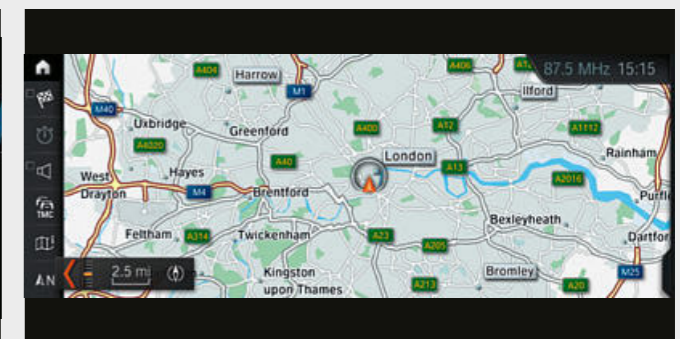 A404
Harrow
A406
87.5 MHz 15:15
M1
Ilford
M40
Uxbridge
Greenford
A400
A12
A1112
A4020
London
Rainham
A40
A13
West
Drayton
Hayes
M4
Brentford
A2016
Purfl
Bexleyheath
Feltham
A314
Twickenham
A23
A205
Dartfor
2.5 mi
Kingston
upon Thames
Bromley
M25
A213
A20
TMC
N